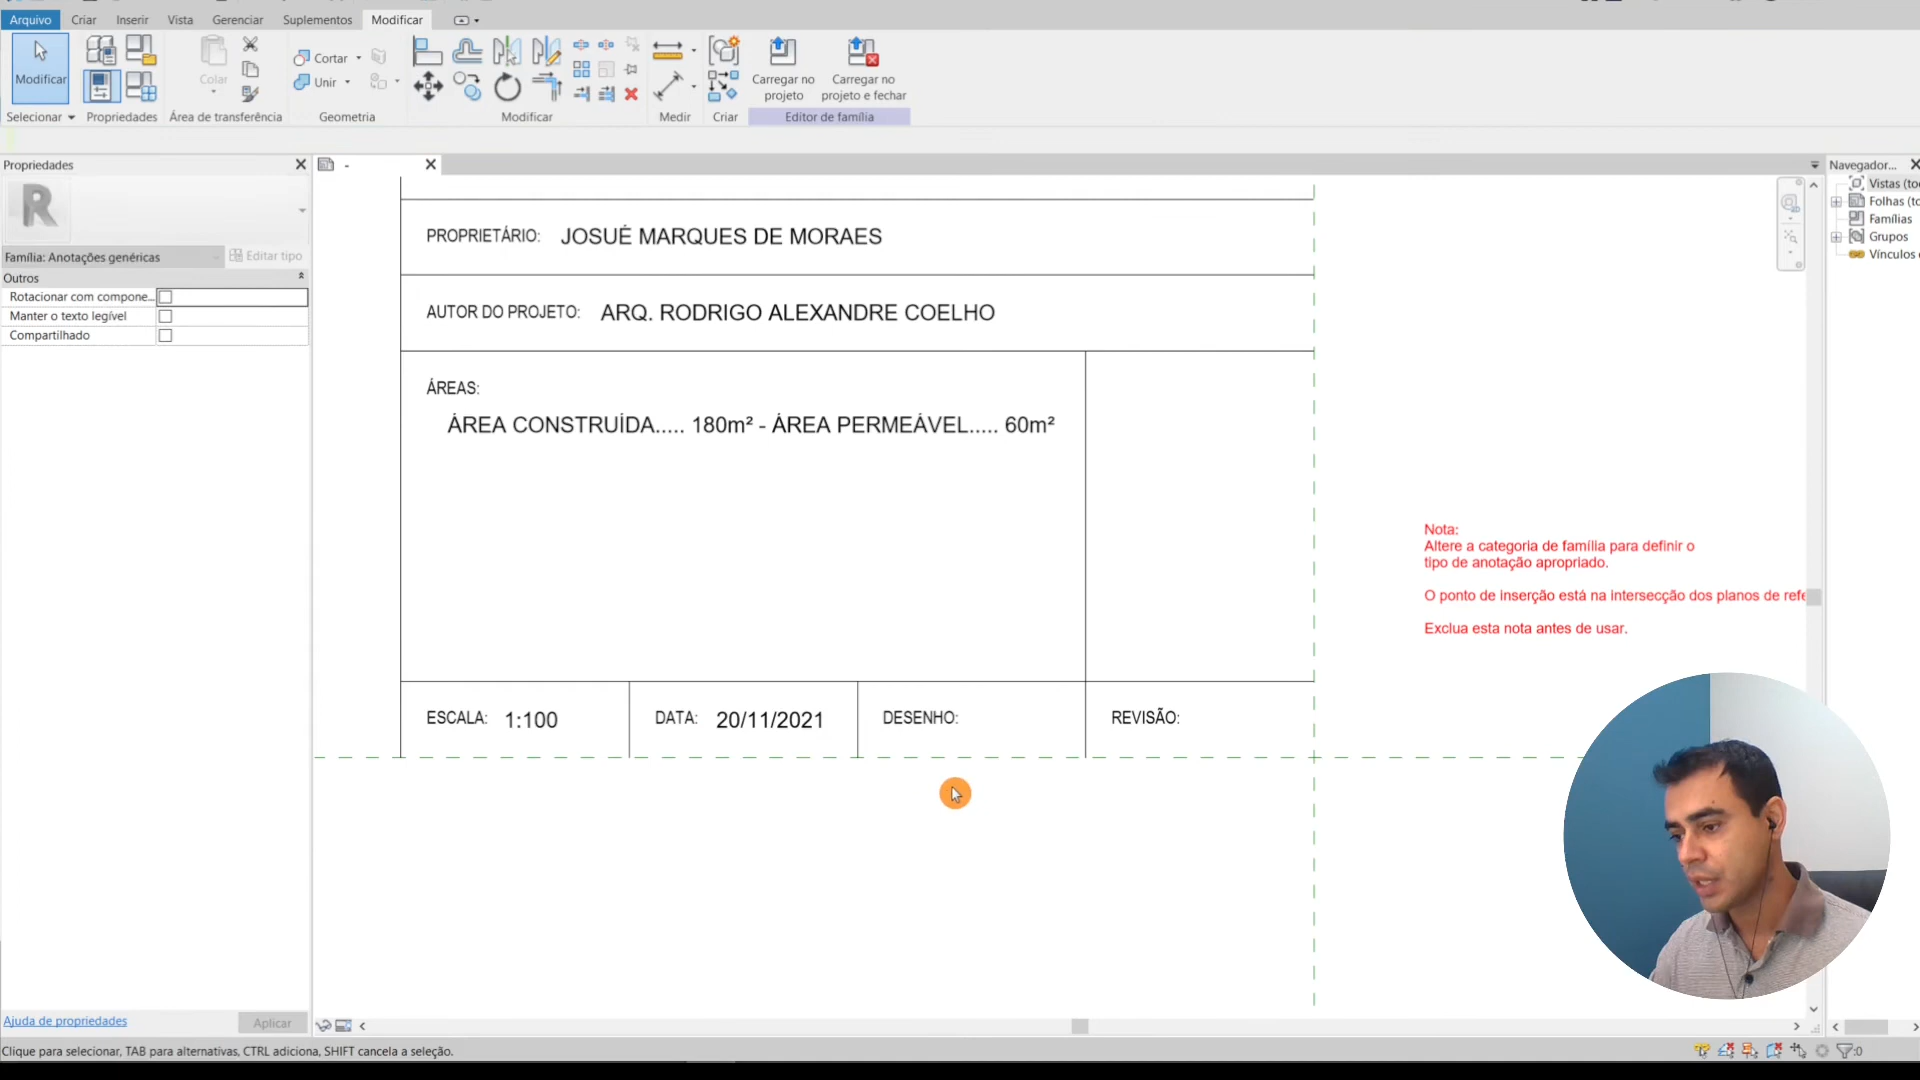 Arquivo Criar Inserir Vista Gerenciar Suplementos Modificar
Modificar Colar Cortar Unir Carregar no projeto Carregar no projeto e fechar
Selecionar Propriedades Área de transferência Geometria Modificar Medir Criar Editor de família
Propriedades
-
Navegador...
R
Família: Anotações genéricas Editar tipo
Outros
Rotacionar com compone...
Manter o texto legível
Compartilhado
Vistas (to
Folhas (to
Famílias
Grupos
Vínculos
PROPRIETÁRIO: JOSUÉ MARQUES DE MORAES
AUTOR DO PROJETO: ARQ. RODRIGO ALEXANDRE COELHO
ÁREAS:
ÁREA CONSTRUÍDA..... 180m² - ÁREA PERMEÁVEL..... 60m²
ESCALA: 1:100 DATA: 20/11/2021 DESENHO: REVISÃO:
Nota:
Altere a categoria de família para definir o
tipo de anotação apropriado.
O ponto de inserção está na intersecção dos planos de refe
Exclua esta nota antes de usar.
Ajuda de propriedades Aplicar
Clique para selecionar, TAB para alternativas, CTRL adiciona, SHIFT cancela a seleção.
:0